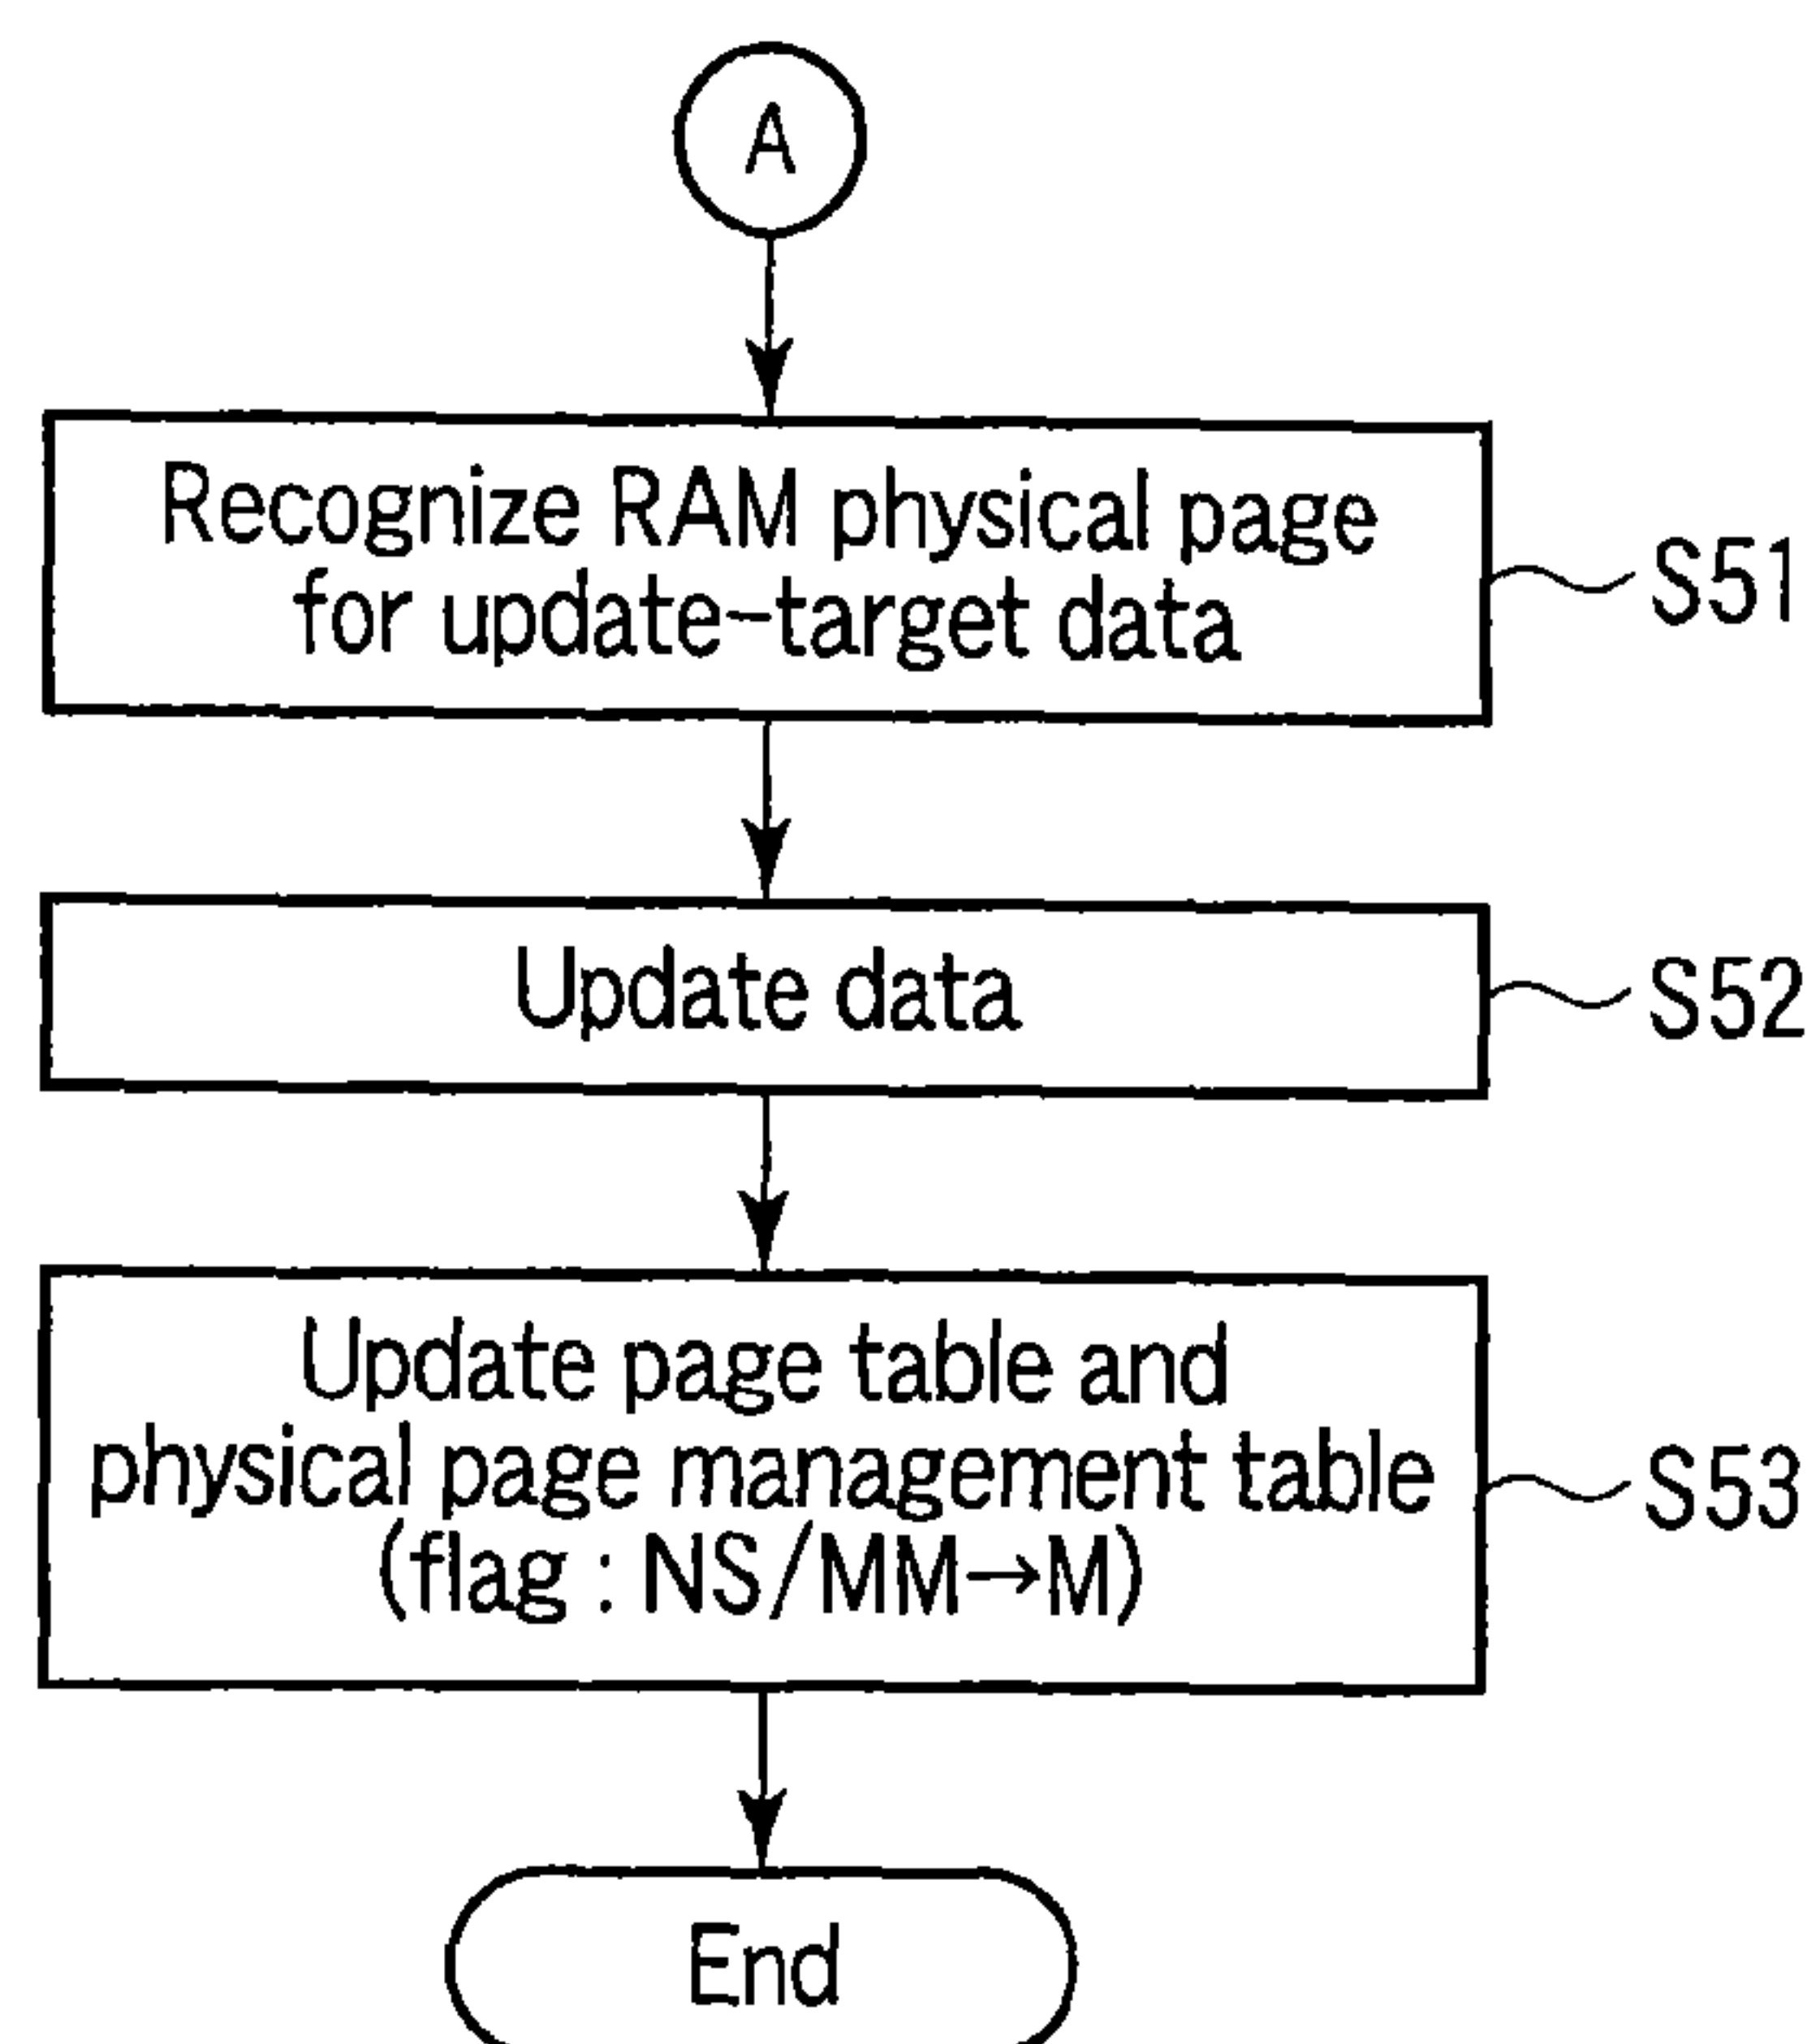 A
Recognize RAM physical page
for update-target data
S51
Update data
S52
Update page table and
physical page management table
(flag : NS/MM→M)
S53
End